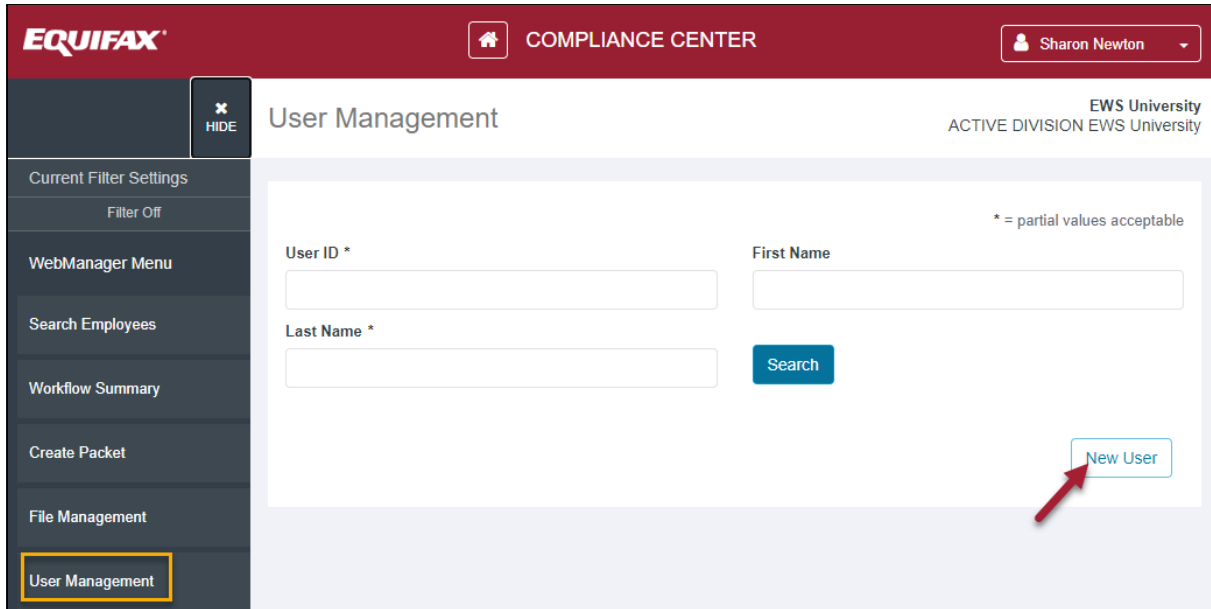 EQUIFAX
COMPLIANCE CENTER
Sharon Newton
HIDE
User Management
EWS University
ACTIVE DIVISION EWS University
Current Filter Settings
Filter Off
* = partial values acceptable
WebManager Menu
User ID *
First Name
Search Employees
Last Name *
Search
Workflow Summary
Create Packet
New User
File Management
User Management